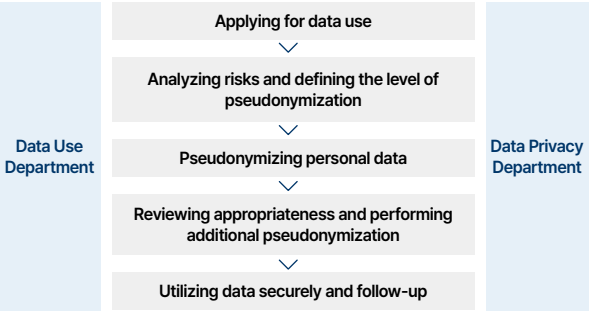 Applying for data use
Analyzing risks and defining the level of
pseudonymization
Data Use
Department
Pseudonymizing personal data
Data Privacy
Department
Reviewing appropriateness and performing
additional pseudonymization
Utilizing data securely and follow-up